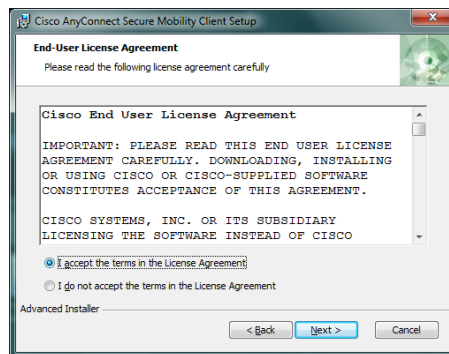 Cisco AnyConnect Secure Mobility Client Setup
End-User License Agreement
Please read the following license agreement carefully
Cisco End User License Agreement
IMPORTANT: PLEASE READ THIS END USER LICENSE
AGREEMENT CAREFULLY. DOWNLOADING, INSTALLING
OR USING CISCO OR CISCO-SUPPLIED SOFTWARE
CONSTITUTES ACCEPTANCE OF THIS AGREEMENT.
CISCO SYSTEMS, INC. OR ITS SUBSIDIARY
LICENSING THE SOFTWARE INSTEAD OF CISCO
I accept the terms in the License Agreement
I do not accept the terms in the License Agreement
Advanced Installer
< Back Next > Cancel